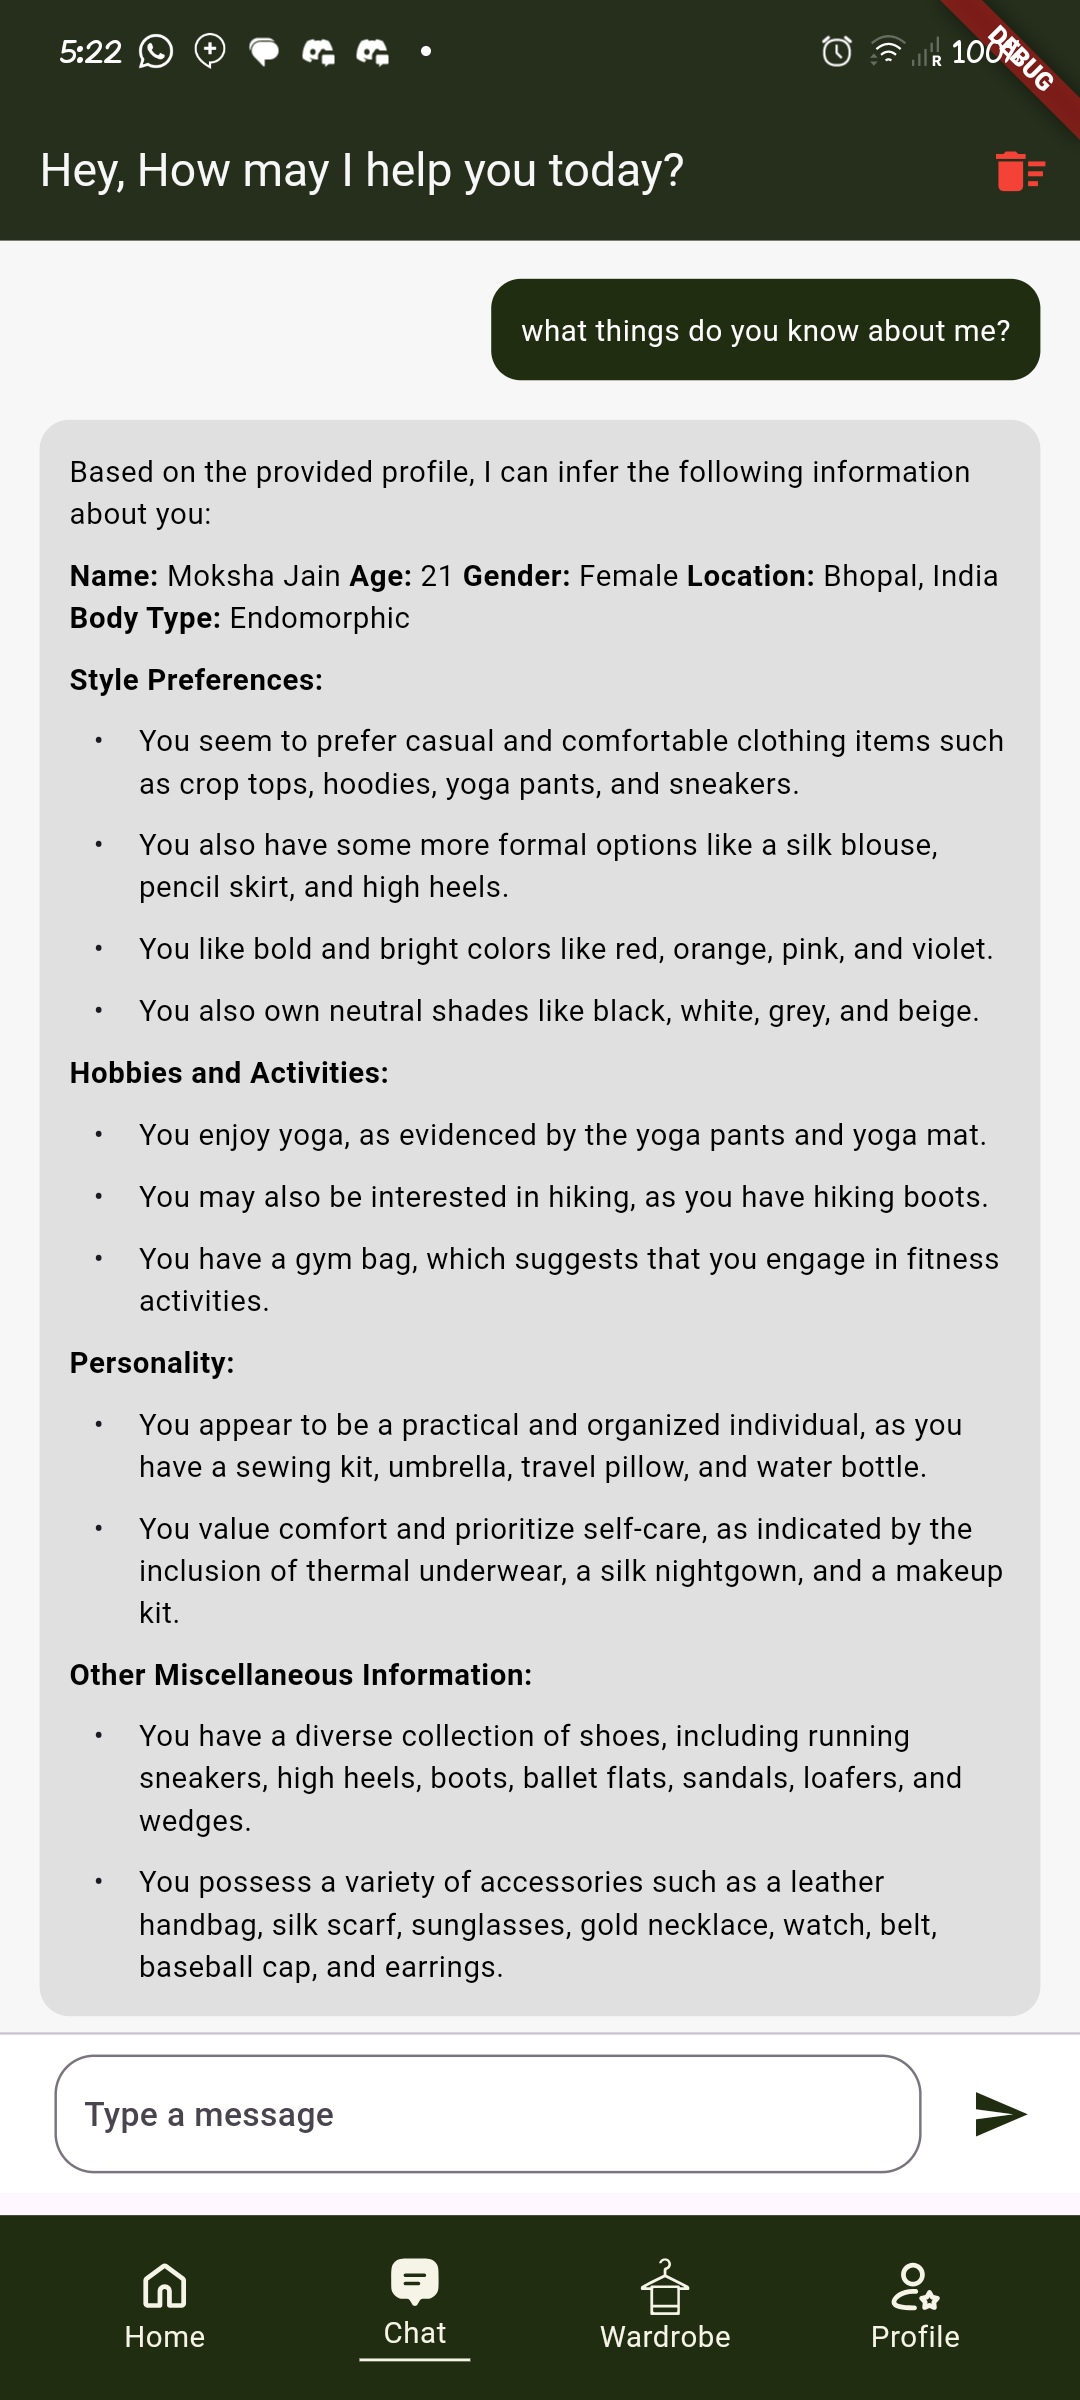 5:22
100%
DEBUG
Hey, How may I help you today?
what things do you know about me?
Based on the provided profile, I can infer the following information
about you:
Name: Moksha Jain Age: 21 Gender: Female Location: Bhopal, India
Body Type: Endomorphic
Style Preferences:
• You seem to prefer casual and comfortable clothing items such
as crop tops, hoodies, yoga pants, and sneakers.
• You also have some more formal options like a silk blouse,
pencil skirt, and high heels.
• You like bold and bright colors like red, orange, pink, and violet.
• You also own neutral shades like black, white, grey, and beige.
Hobbies and Activities:
• You enjoy yoga, as evidenced by the yoga pants and yoga mat.
• You may also be interested in hiking, as you have hiking boots.
• You have a gym bag, which suggests that you engage in fitness
activities.
Personality:
• You appear to be a practical and organized individual, as you
have a sewing kit, umbrella, travel pillow, and water bottle.
• You value comfort and prioritize self-care, as indicated by the
inclusion of thermal underwear, a silk nightgown, and a makeup
kit.
Other Miscellaneous Information:
• You have a diverse collection of shoes, including running
sneakers, high heels, boots, ballet flats, sandals, loafers, and
wedges.
• You possess a variety of accessories such as a leather
handbag, silk scarf, sunglasses, gold necklace, watch, belt,
baseball cap, and earrings.
Type a message
Home
Chat
Wardrobe
Profile